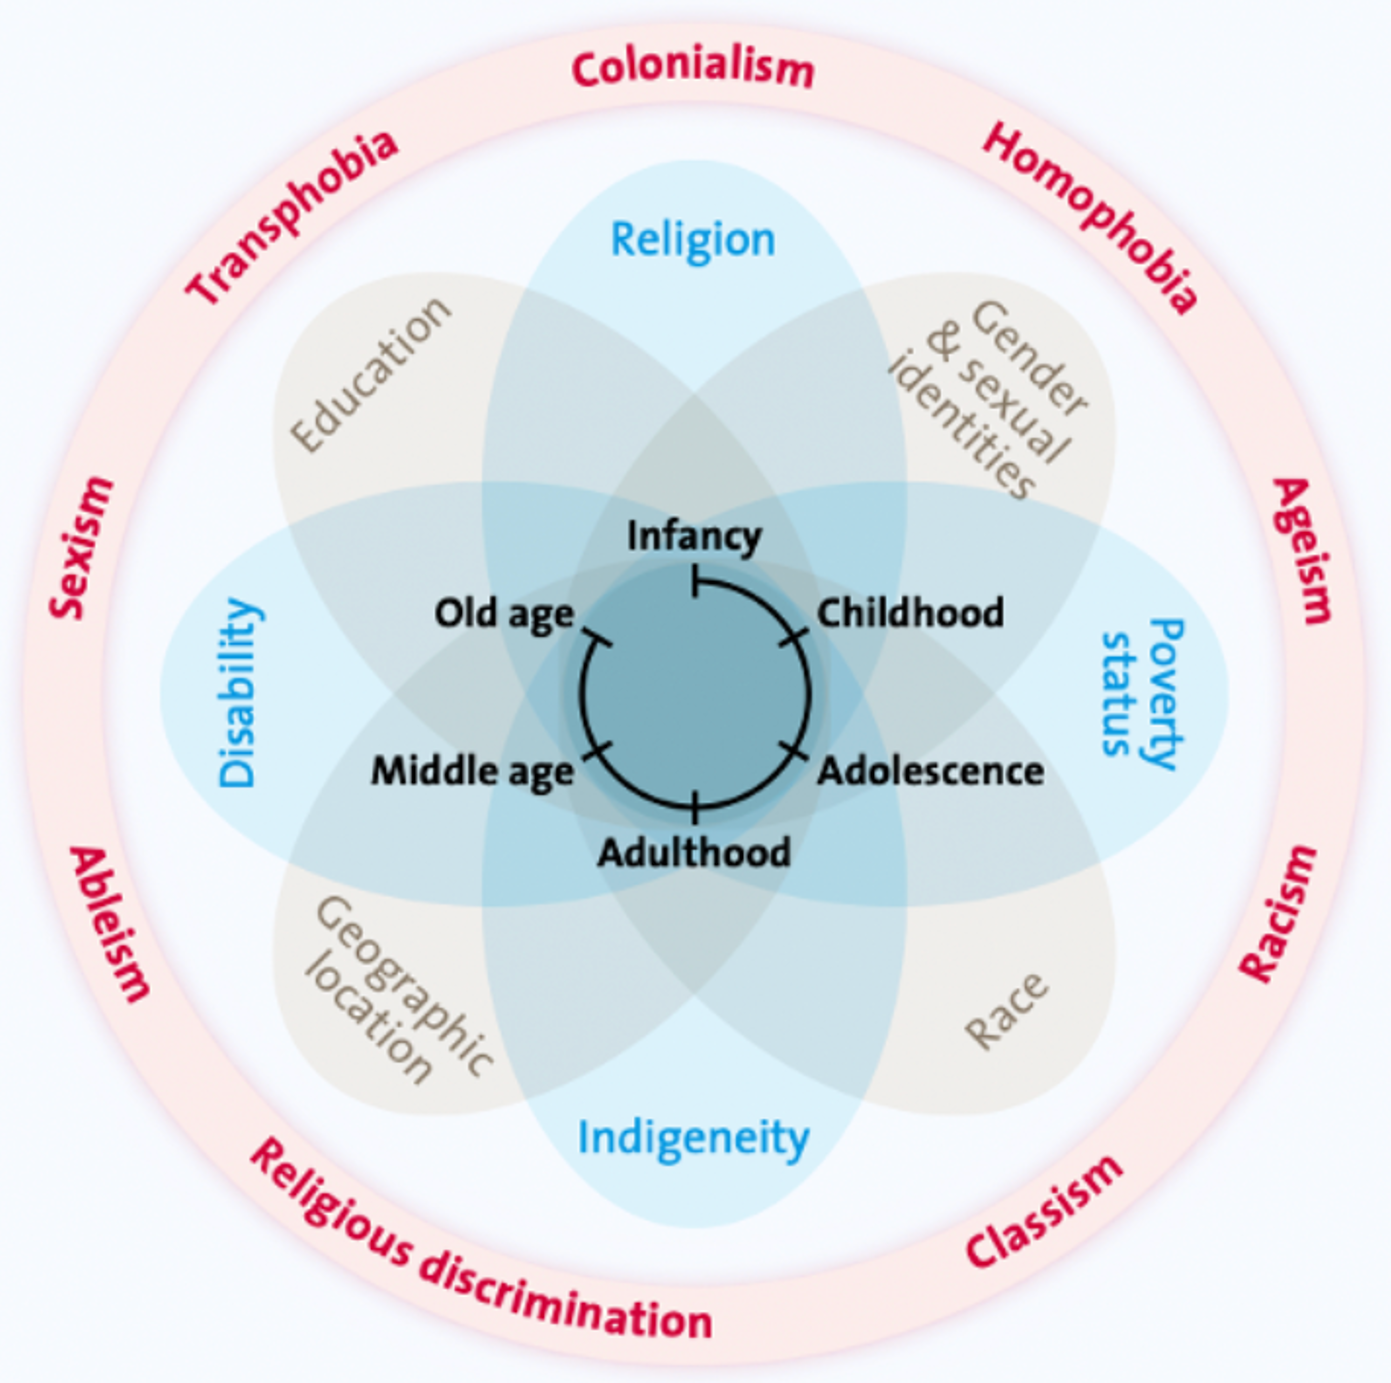 Colonialism
Transphobia
Homophobia
Religion
Education
Gender
& sexual
identities
Sexism
Ageism
Infancy
Old age
Childhood
Disability
Poverty
status
Middle age
Adolescence
Adulthood
Ableism
Racism
Geographic
location
Race
Indigeneity
Religious discrimination
Classism